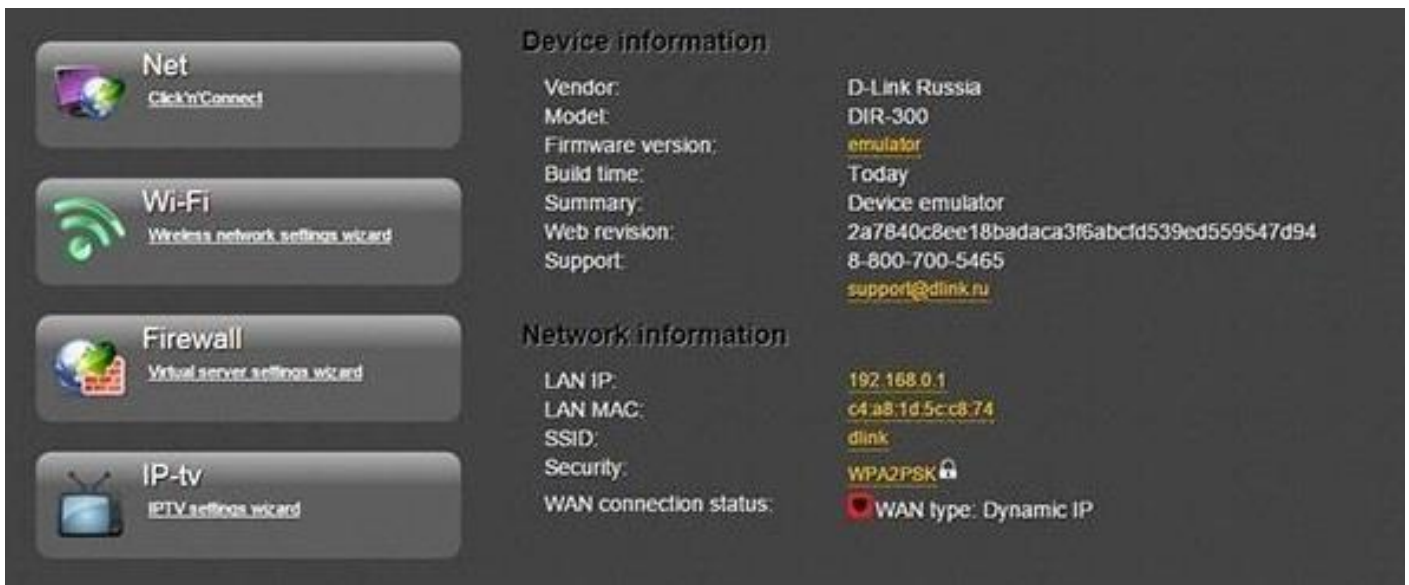 Net
Click'n'Connect
Wi-Fi
Wireless network settings wizard
Firewall
Virtual server settings wizard
IP-tv
IPTV settings wizard
Device information
Vendor: D-Link Russia
Model: DIR-300
Firmware version: emulator
Build time: Today
Summary: Device emulator
Web revision: 2a7840c8ee18badaca3f6abcfd539ed559547d94
Support: 8-800-700-5465
support@dlink.ru
Network information
LAN IP: 192.168.0.1
LAN MAC: c4:a8:1d:5c:c8:74
SSID: dlink
Security: WPA2PSK
WAN connection status: WAN type: Dynamic IP